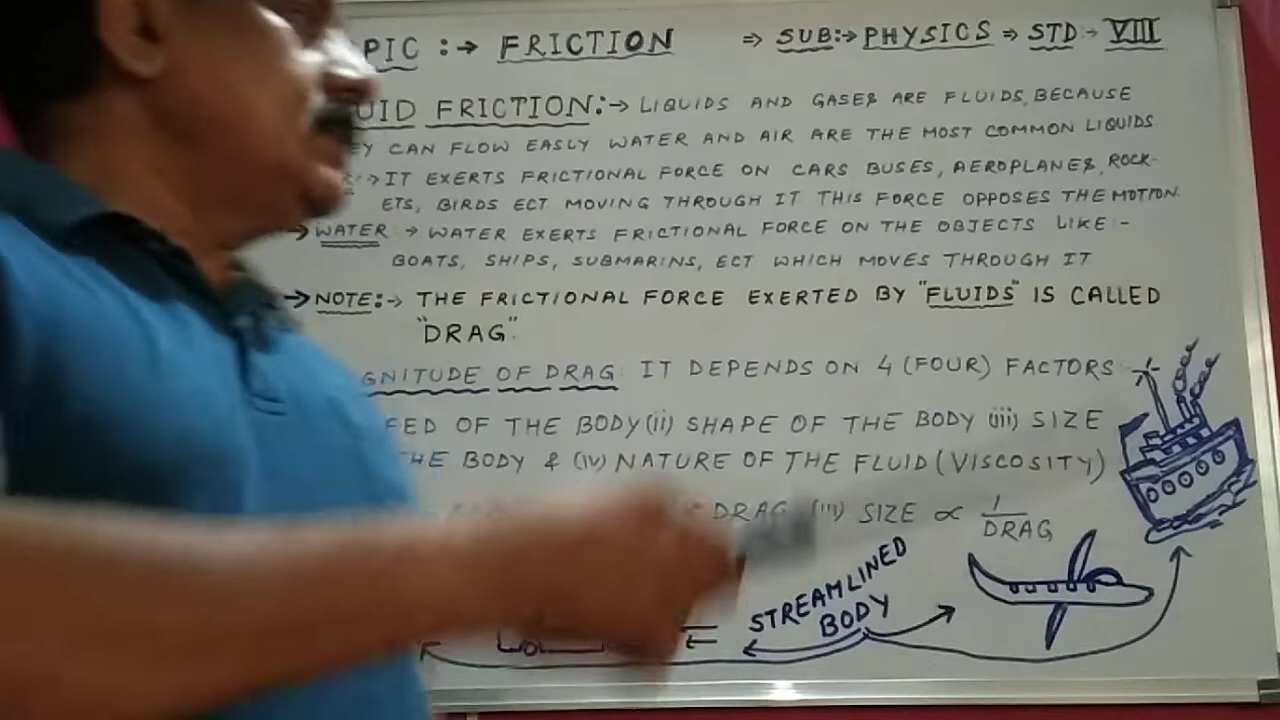 PIC :→ FRICTION ⇒ SUB:→ PHYSICS ⇒ STD → VIII
UID FRICTION:→ LIQUIDS AND GASES ARE FLUIDS, BECAUSE
EY CAN FLOW EASLY WATER AND AIR ARE THE MOST COMMON LIQUIDS
→ IT EXERTS FRICTIONAL FORCE ON CARS BUSES, AEROPLANES, ROCK-
ETS, BIRDS ECT MOVING THROUGH IT THIS FORCE OPPOSES THE MOTION.
→ WATER → WATER EXERTS FRICTIONAL FORCE ON THE OBJECTS LIKE :-
BOATS, SHIPS, SUBMARINS, ECT WHICH MOVES THROUGH IT
→ NOTE:→ THE FRICTIONAL FORCE EXERTED BY "FLUIDS" IS CALLED
"DRAG".
GNITUDE OF DRAG: IT DEPENDS ON 4 (FOUR) FACTORS :→
EED OF THE BODY (ii) SHAPE OF THE BODY (iii) SIZE
HE BODY & (iv) NATURE OF THE FLUID (VISCOSITY)
DRAG (iii) SIZE ∝ 1/DRAG
STREAMLINED
BODY